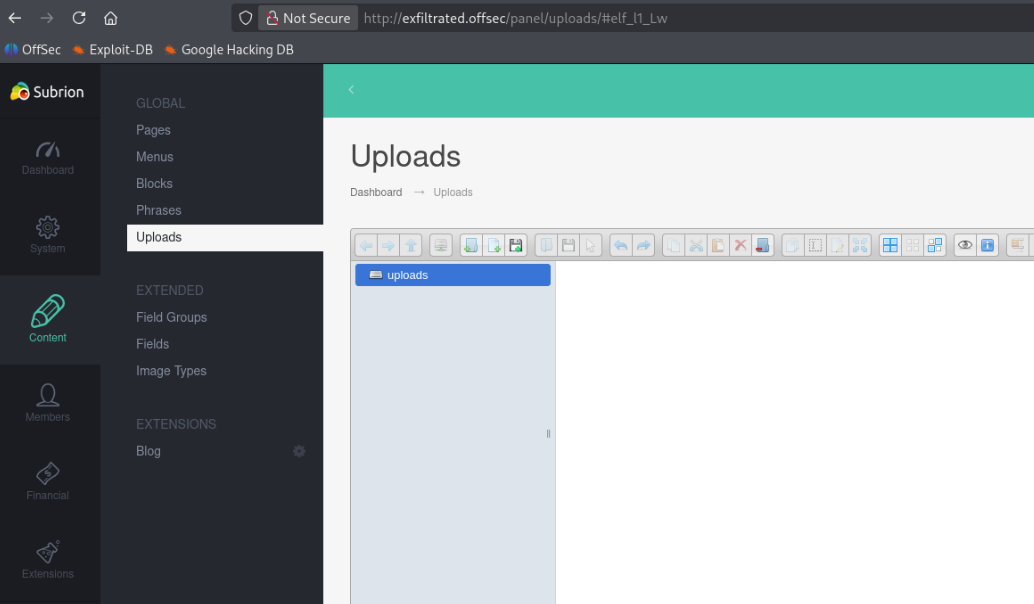 Not Secure http://exfiltrated.offsec/panel/uploads/#elf_l1_Lw
OffSec Exploit-DB Google Hacking DB
Subrion
Dashboard
System
Content
Members
Financial
Extensions
GLOBAL
Pages
Menus
Blocks
Phrases
Uploads
EXTENDED
Field Groups
Fields
Image Types
EXTENSIONS
Blog
Uploads
Dashboard → Uploads
uploads